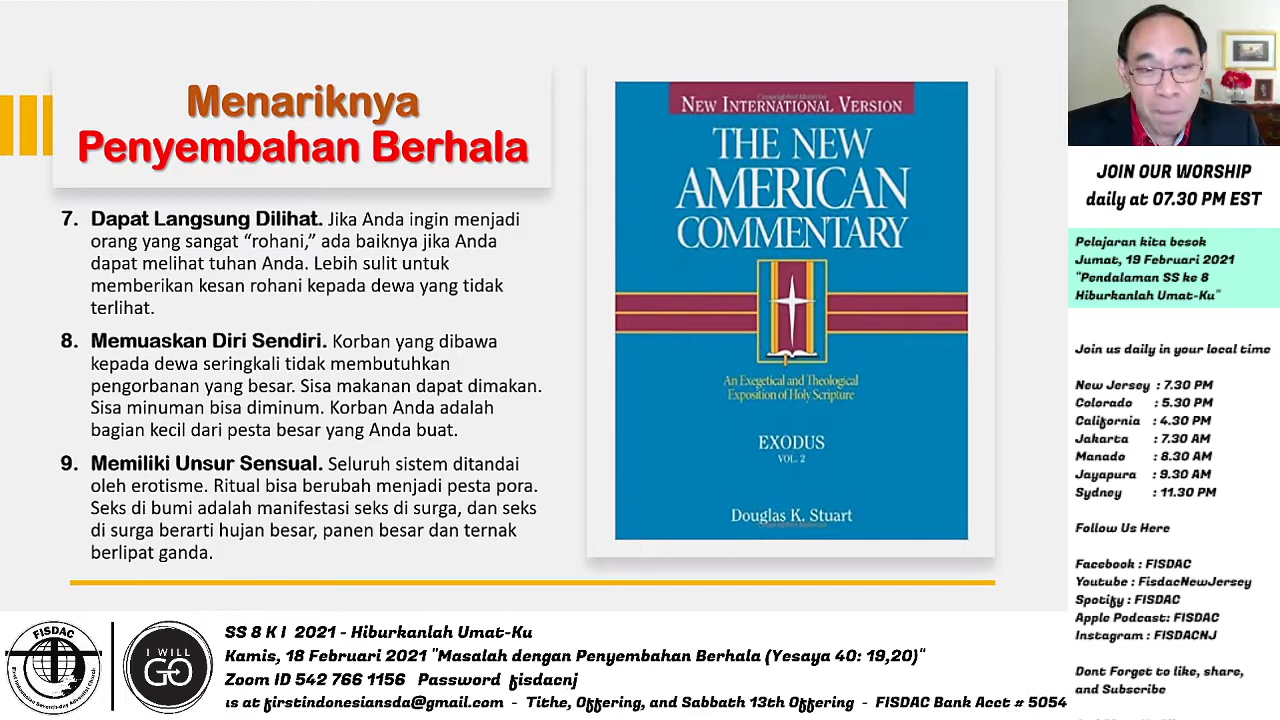 Menariknya
Penyembahan Berhala
7. Dapat Langsung Dilihat. Jika Anda ingin menjadi
orang yang sangat “rohani,” ada baiknya jika Anda
dapat melihat tuhan Anda. Lebih sulit untuk
memberikan kesan rohani kepada dewa yang tidak
terlihat.
8. Memuaskan Diri Sendiri. Korban yang dibawa
kepada dewa seringkali tidak membutuhkan
pengorbanan yang besar. Sisa makanan dapat dimakan.
Sisa minuman bisa diminum. Korban Anda adalah
bagian kecil dari pesta besar yang Anda buat.
9. Memiliki Unsur Sensual. Seluruh sistem ditandai
oleh erotisme. Ritual bisa berubah menjadi pesta pora.
Seks di bumi adalah manifestasi seks di surga, dan seks
di surga berarti hujan besar, panen besar dan ternak
berlipat ganda.
Copyrighted Material
NEW INTERNATIONAL VERSION
THE NEW
AMERICAN
COMMENTARY
An Exegetical and Theological
Exposition of Holy Scripture
EXODUS
VOL. 2
Douglas K. Stuart
JOIN OUR WORSHIP
daily at 07.30 PM EST
Pelajaran kita besok
Jumat, 19 Februari 2021
"Pendalaman SS ke 8
Hiburkanlah Umat-Ku"
Join us daily in your local time
New Jersey : 7.30 PM
Colorado : 5.30 PM
California : 4.30 PM
Jakarta : 7.30 AM
Manado : 8.30 AM
Jayapura : 9.30 AM
Sydney : 11.30 PM
Follow Us Here
Facebook : FISDAC
Youtube : FisdacNewJersey
Spotify : FISDAC
Apple Podcast: FISDAC
Instagram : FISDACNJ
Dont Forget to like, share,
and Subscribe
FISDAC
I WILL
GO
SS 8 K I 2021 - Hiburkanlah Umat-Ku
Kamis, 18 Februari 2021 "Masalah dengan Penyembahan Berhala (Yesaya 40: 19,20)"
Zoom ID 542 766 1156 Password fisdacnj
us at firstindonesiansda@gmail.com - Tithe, Offering, and Sabbath 13th Offering - FISDAC Bank Acct # 5054